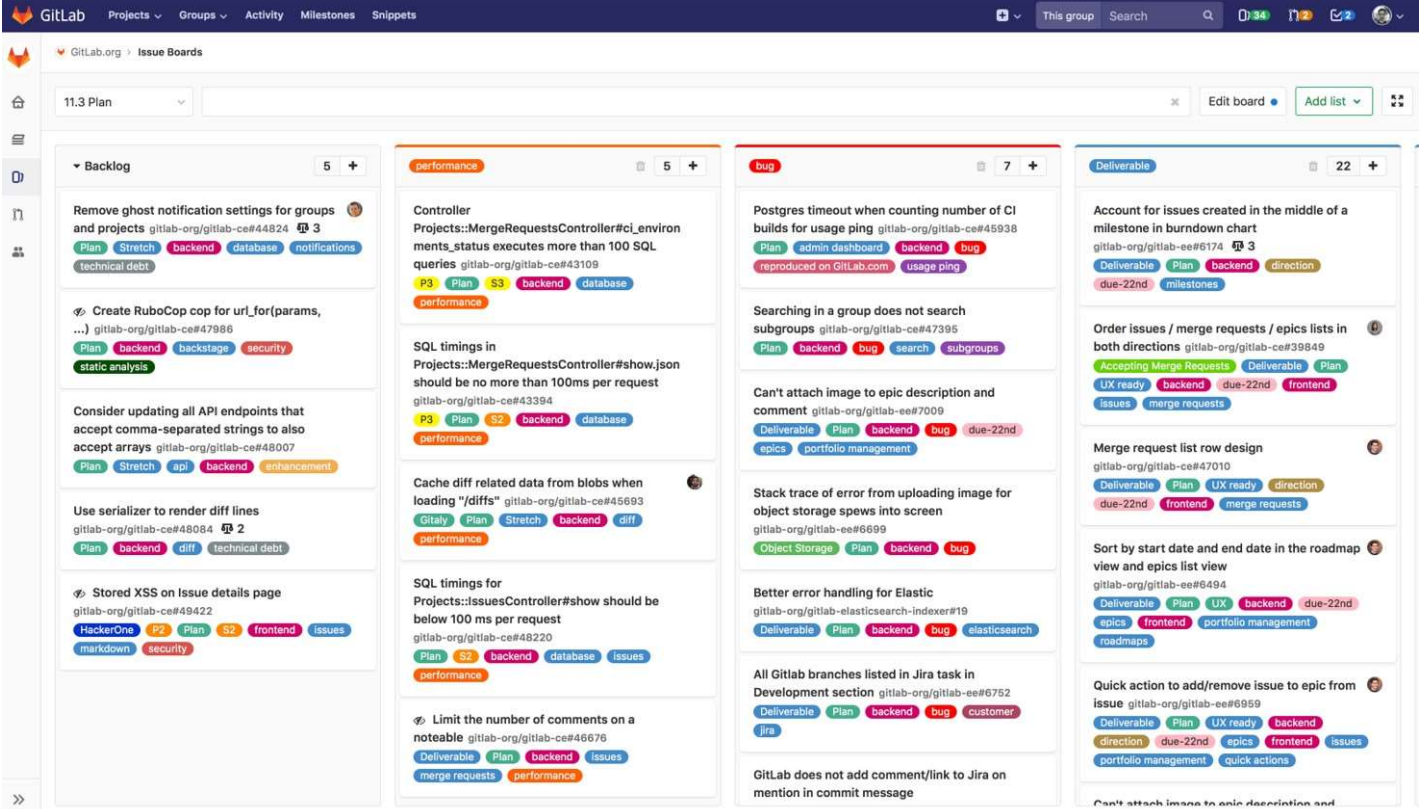 GitLab Projects Groups Activity Milestones Snippets This group Search 34 2 2
GitLab.org > Issue Boards
11.3 Plan Edit board Add list
Backlog 5 +
Remove ghost notification settings for groups
and projects gitlab-org/gitlab-ce#44824 3
Plan Stretch backend database notifications
technical debt
Create RuboCop cop for url_for(params,
...) gitlab-org/gitlab-ce#47986
Plan backend backstage security
static analysis
Consider updating all API endpoints that
accept comma-separated strings to also
accept arrays gitlab-org/gitlab-ce#48007
Plan Stretch api backend enhancement
Use serializer to render diff lines
gitlab-org/gitlab-ce#48084 2
Plan backend diff technical debt
Stored XSS on Issue details page
gitlab-org/gitlab-ce#49422
HackerOne P2 Plan S2 frontend issues
markdown security
performance 5 +
Controller
Projects::MergeRequestsController#ci_environ
ments_status executes more than 100 SQL
queries gitlab-org/gitlab-ce#43109
P3 Plan S3 backend database
performance
SQL timings in
Projects::MergeRequestsController#show.json
should be no more than 100ms per request
gitlab-org/gitlab-ce#43394
P3 Plan S2 backend database
performance
Cache diff related data from blobs when
loading "/diffs" gitlab-org/gitlab-ce#45693
Gitaly Plan Stretch backend diff
performance
SQL timings for
Projects::IssuesController#show should be
below 100 ms per request
gitlab-org/gitlab-ce#48220
Plan S2 backend database issues
performance
Limit the number of comments on a
noteable gitlab-org/gitlab-ce#46676
Deliverable Plan backend issues
merge requests performance
bug 7 +
Postgres timeout when counting number of CI
builds for usage ping gitlab-org/gitlab-ce#45938
Plan admin dashboard backend bug
reproduced on GitLab.com usage ping
Searching in a group does not search
subgroups gitlab-org/gitlab-ce#47395
Plan backend bug search subgroups
Can't attach image to epic description and
comment gitlab-org/gitlab-ee#7009
Deliverable Plan backend bug due-22nd
epics portfolio management
Stack trace of error from uploading image for
object storage spews into screen
gitlab-org/gitlab-ee#6699
Object Storage Plan backend bug
Better error handling for Elastic
gitlab-org/gitlab-elasticsearch-indexer#19
Deliverable Plan backend bug elasticsearch
All Gitlab branches listed in Jira task in
Development section gitlab-org/gitlab-ee#6752
Deliverable Plan backend bug customer
jira
GitLab does not add comment/link to Jira on
mention in commit message
Deliverable 22 +
Account for issues created in the middle of a
milestone in burndown chart
gitlab-org/gitlab-ee#6174 3
Deliverable Plan backend direction
due-22nd milestones
Order issues / merge requests / epics lists in
both directions gitlab-org/gitlab-ce#39849
Accepting Merge Requests Deliverable Plan
UX ready backend due-22nd frontend
issues merge requests
Merge request list row design
gitlab-org/gitlab-ce#47010
Deliverable Plan UX ready direction
due-22nd frontend merge requests
Sort by start date and end date in the roadmap
view and epics list view
gitlab-org/gitlab-ee#6494
Deliverable Plan UX backend due-22nd
epics frontend portfolio management
roadmaps
Quick action to add/remove issue to epic from
issue gitlab-org/gitlab-ee#6959
Deliverable Plan UX ready backend
direction due-22nd epics frontend issues
portfolio management quick actions
Can't attach image to epic description and